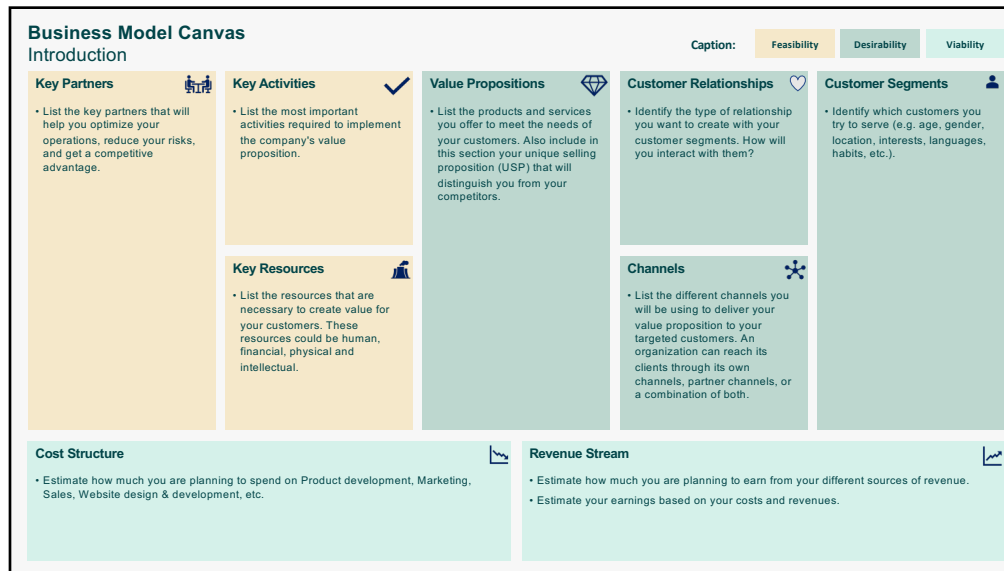 Business Model Canvas
Introduction
Caption:
Feasibility
Desirability
Viability
Key Partners
• List the key partners that will
help you optimize your
operations, reduce your risks,
and get a competitive
advantage.
Key Activities
• List the most important
activities required to implement
the company's value
proposition.
Key Resources
• List the resources that are
necessary to create value for
your customers. These
resources could be human,
financial, physical and
intellectual.
Value Propositions
• List the products and services
you offer to meet the needs of
your customers. Also include in
this section your unique selling
proposition (USP) that will
distinguish you from your
competitors.
Customer Relationships
• Identify the type of relationship
you want to create with your
customer segments. How will
you interact with them?
Channels
• List the different channels you
will be using to deliver your
value proposition to your
targeted customers. An
organization can reach its
clients through its own
channels, partner channels, or
a combination of both.
Customer Segments
• Identify which customers you
try to serve (e.g. age, gender,
location, interests, languages,
habits, etc.).
Cost Structure
• Estimate how much you are planning to spend on Product development, Marketing,
Sales, Website design & development, etc.
Revenue Stream
• Estimate how much you are planning to earn from your different sources of revenue.
• Estimate your earnings based on your costs and revenues.